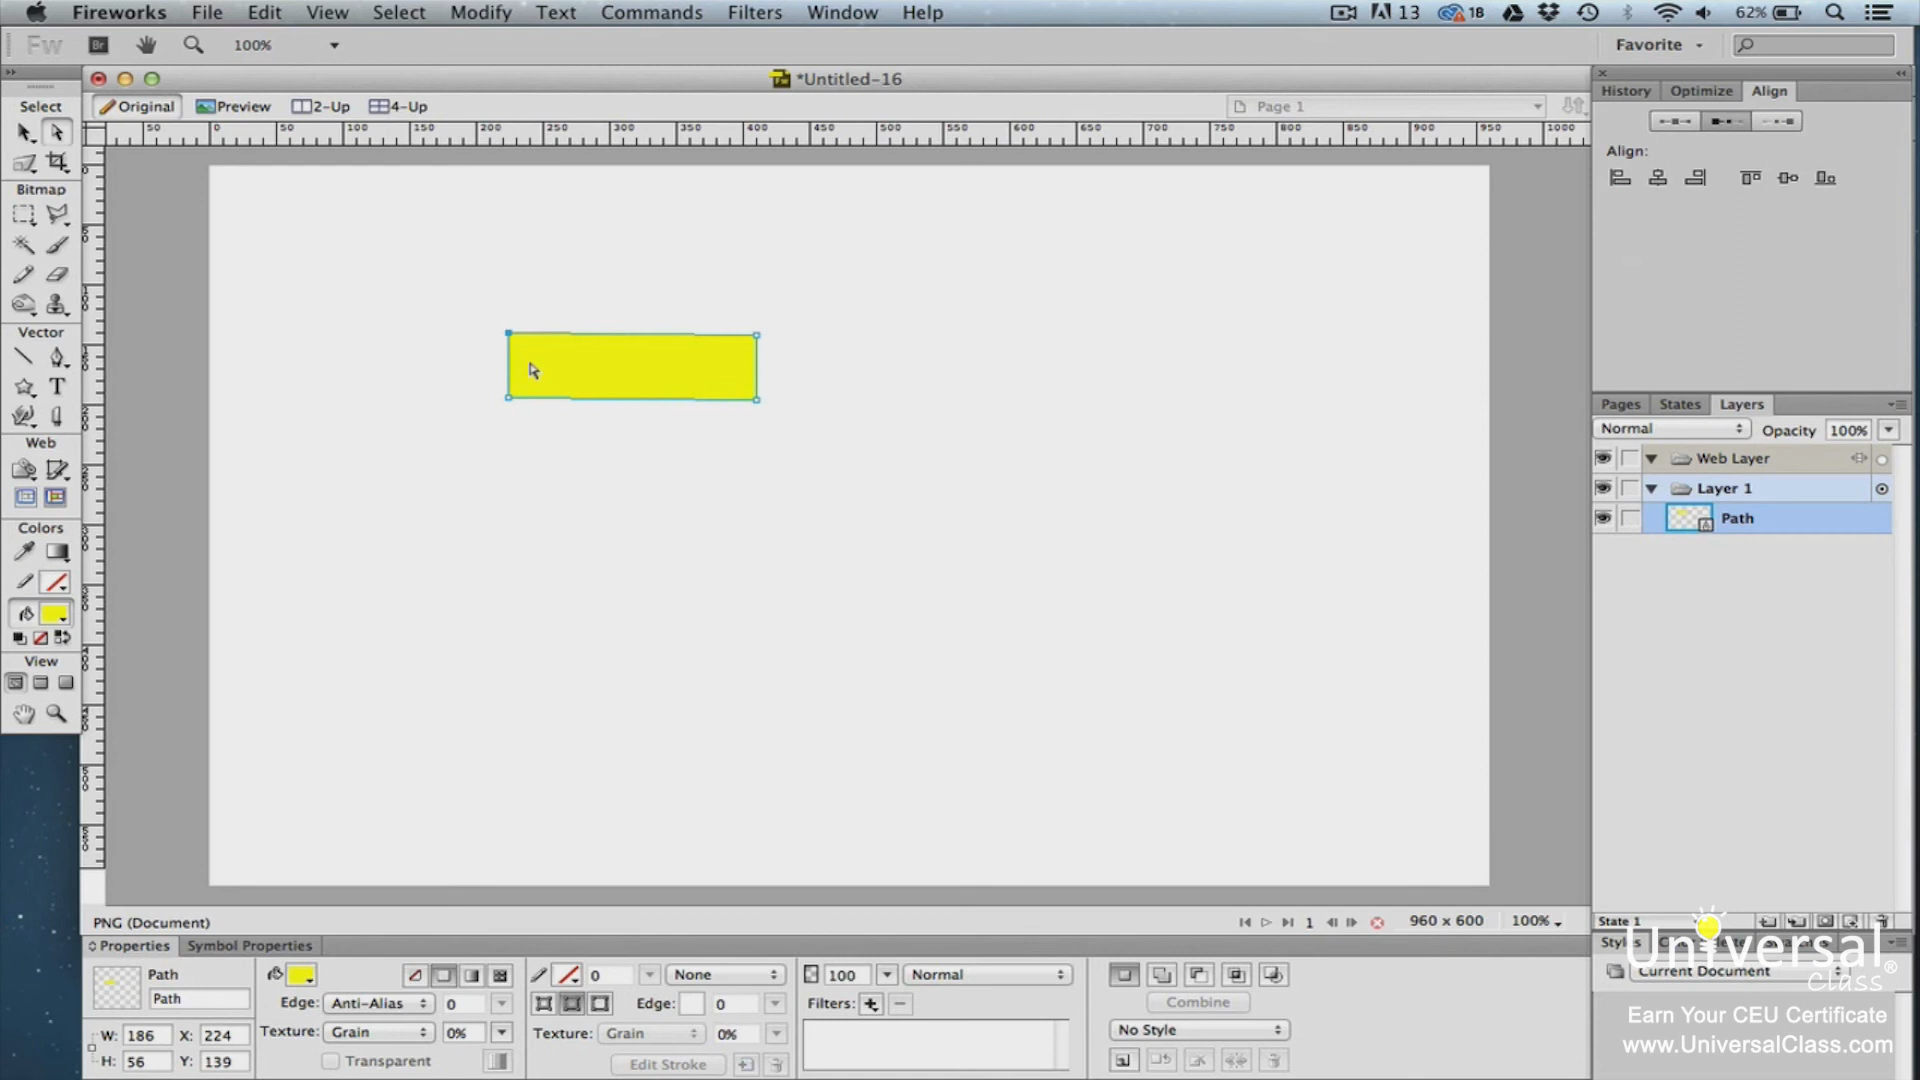 Fireworks File Edit View Select Modify Text Commands Filters Window Help 13 18 62%
Fw Br 100% Favorite
*Untitled-16
Original Preview 2-Up 4-Up Page 1
50 0 50 100 150 200 250 300 350 400 450 500 550 600 650 700 750 800 850 900 950 1000
Select
Bitmap
Vector
T
Web
Colors
View
History Optimize Align
Align:
Pages States Layers
Normal Opacity 100%
Web Layer
Layer 1
Path
PNG (Document) 1 960 x 600 100%
State 1
Styles
Current Document
Universal
Class®
Earn Your CEU Certificate
www.UniversalClass.com
Properties Symbol Properties
Path
Path
W: 186 X: 224
H: 56 Y: 139
Edge: Anti-Alias 0
Texture: Grain 0%
Transparent
0 None
Edge: 0
Texture: Grain 0%
Edit Stroke
100 Normal
Filters:
Combine
No Style